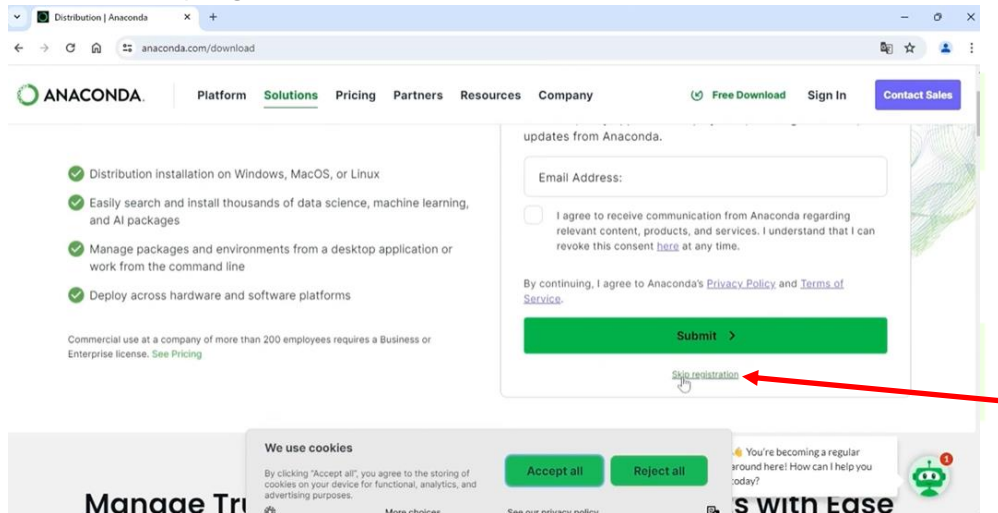 Distribution | Anaconda
anaconda.com/download
ANACONDA.
Platform Solutions Pricing Partners Resources Company Free Download Sign In Contact Sales
updates from Anaconda.
Email Address:
I agree to receive communication from Anaconda regarding
relevant content, products, and services. I understand that I can
revoke this consent here at any time.
By continuing, I agree to Anaconda's Privacy Policy and Terms of
Service.
Submit
Skip registration
Distribution installation on Windows, MacOS, or Linux
Easily search and install thousands of data science, machine learning,
and AI packages
Manage packages and environments from a desktop application or
work from the command line
Deploy across hardware and software platforms
Commercial use at a company of more than 200 employees requires a Business or
Enterprise license. See Pricing
We use cookies
By clicking "Accept all", you agree to the storing of
cookies on your device for functional, analytics, and
advertising purposes.
More choices
See our privacy policy
Accept all
Reject all
You're becoming a regular
around here! How can I help you
today?
1
Manage
s with Ease